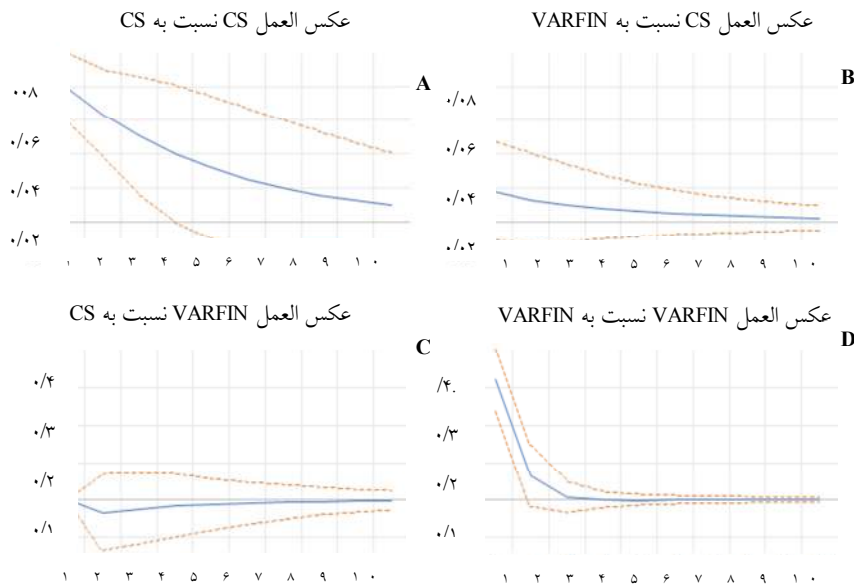 عکس العمل CS نسبت به CS
A
۰۰۸
۰/۰۶
۰/۰۴
۰/۰۲
۱ ۲ ۳ ۴ ۵ ۶ ۷ ۸ ۹ ۱۰
عکس العمل CS نسبت به VARFIN
B
۰/۰۸
۰/۰۶
۰/۰۴
۰/۰۲
۱ ۲ ۳ ۴ ۵ ۶ ۷ ۸ ۹ ۱۰
عکس العمل VARFIN نسبت به CS
C
۰/۴
۰/۳
۰/۲
۰/۱
۱ ۲ ۳ ۴ ۵ ۶ ۷ ۸ ۹ ۱۰
عکس العمل VARFIN نسبت به VARFIN
D
/۴.
۰/۳
۰/۲
۰/۱
۱ ۲ ۳ ۴ ۵ ۶ ۷ ۸ ۹ ۱۰